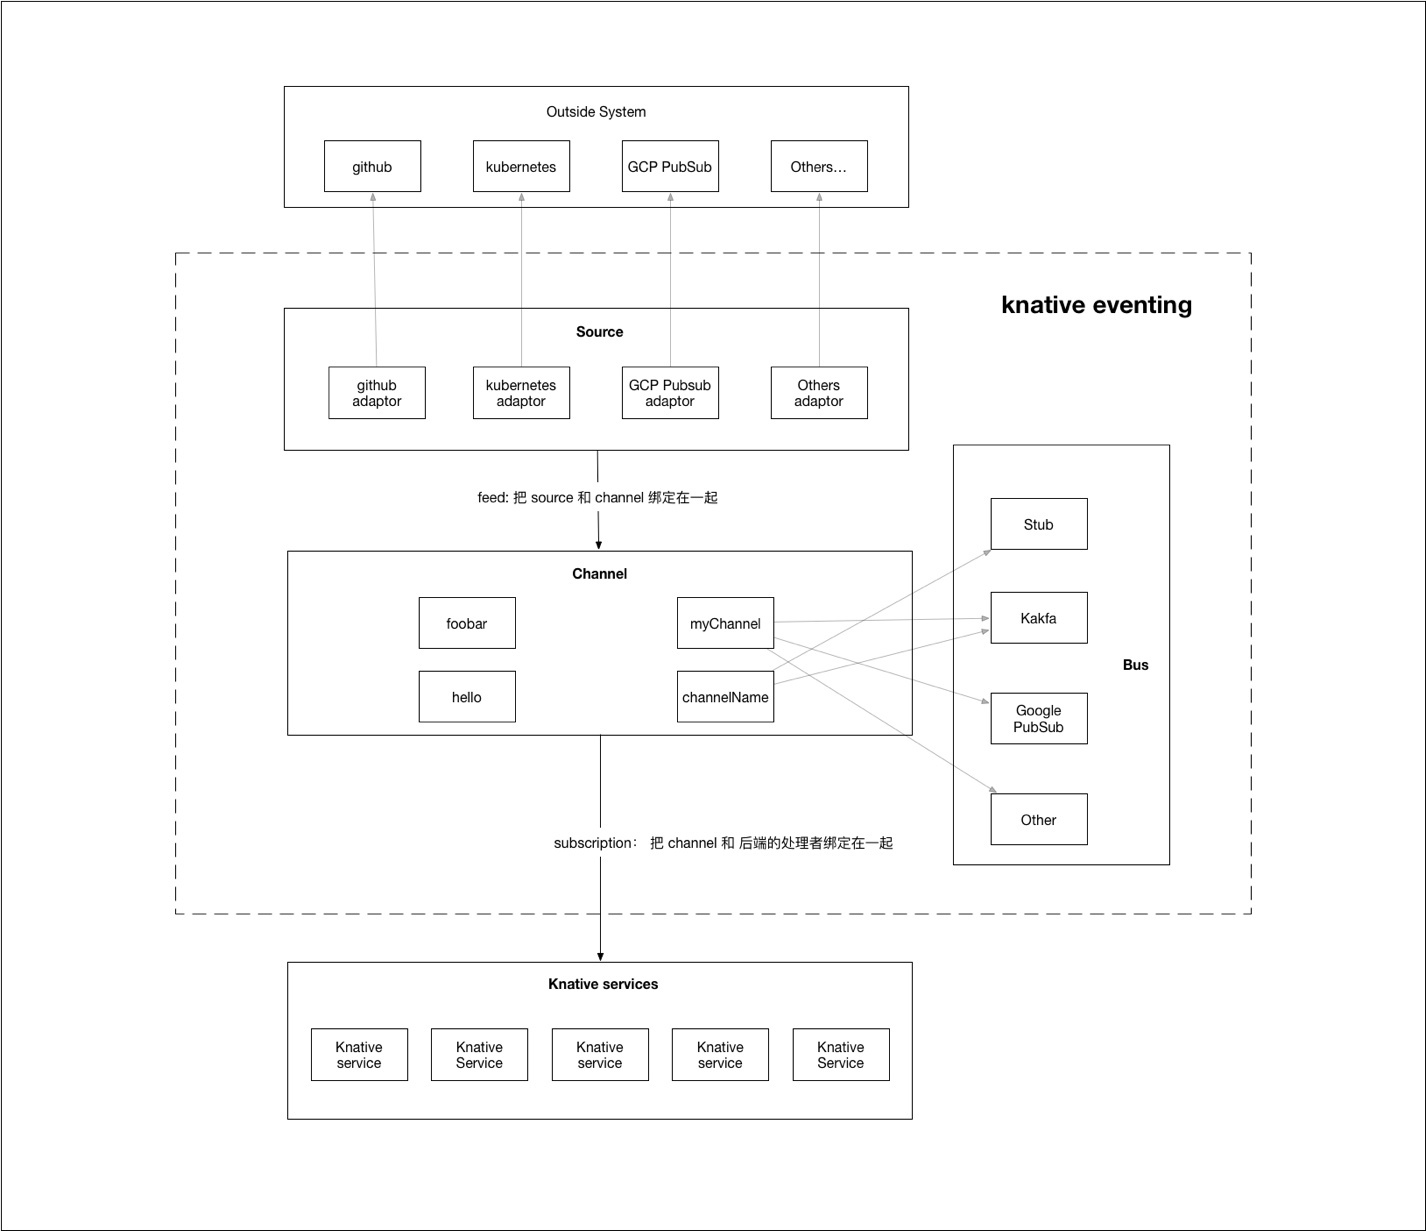 Outside System
github
kubernetes
GCP PubSub
Others...
knative eventing
Source
github
adaptor
kubernetes
adaptor
GCP Pubsub
adaptor
Others
adaptor
feed: 把 source 和 channel 绑定在一起
Channel
foobar
myChannel
hello
channelName
Stub
Kakfa
Bus
Google
PubSub
Other
subscription： 把 channel 和 后端的处理者绑定在一起
Knative services
Knative
service
Knative
Service
Knative
service
Knative
service
Knative
Service